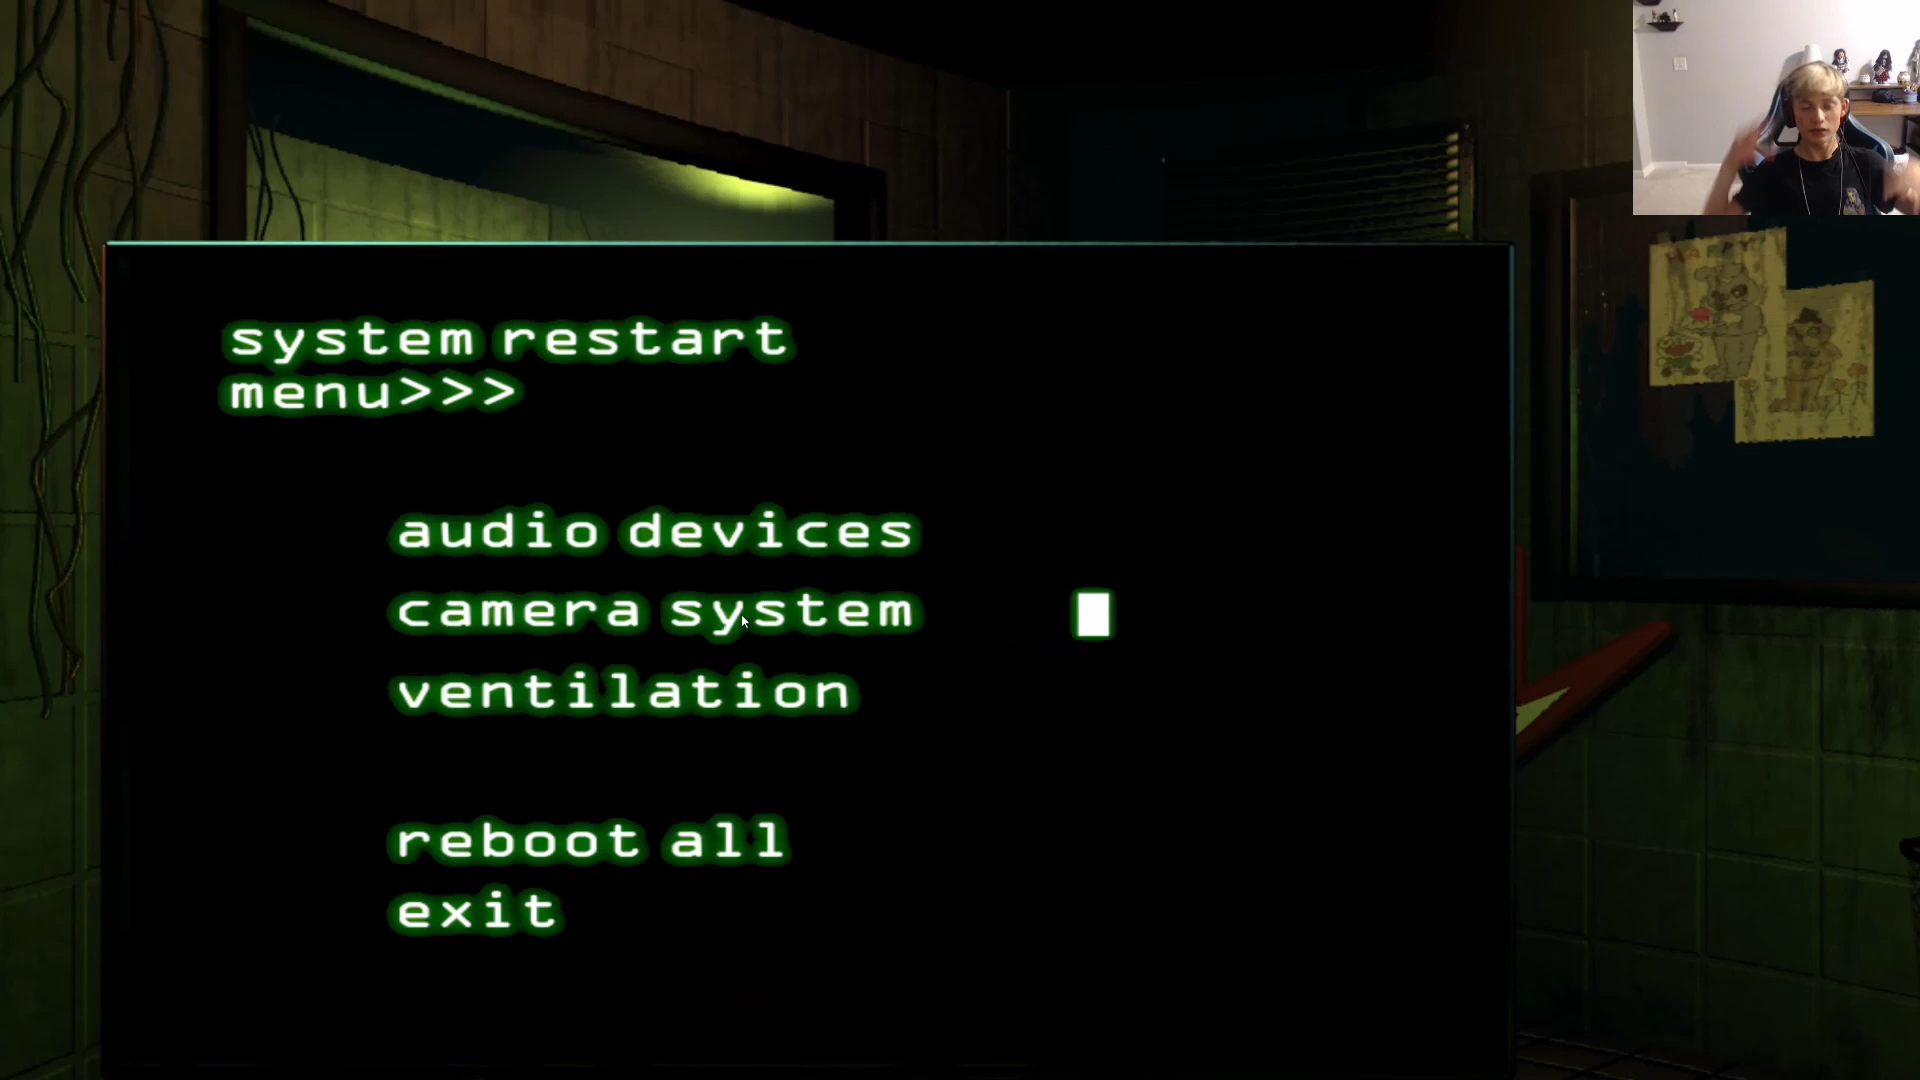 system restart
menu>>>
audio devices
camera system
ventilation
reboot all
exit